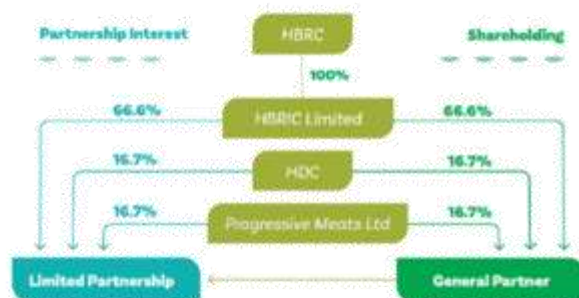 Partnership Interest
HBRC
Shareholding
100%
66.6%
HBRIC Limited
66.6%
16.7%
HDC
16.7%
16.7%
Progressive Meats Ltd
16.7%
Limited Partnership
General Partner